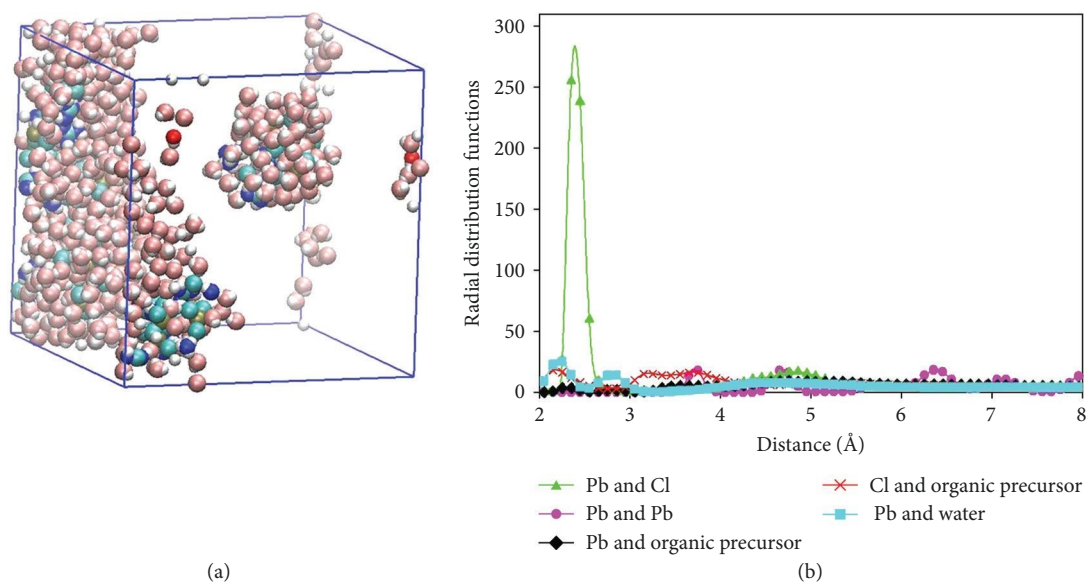 300
250
200
150
100
50
0
Radial distribution functions
2 3 4 5 6 7 8
Distance (Å)
Pb and Cl
Pb and Pb
Pb and organic precursor
Cl and organic precursor
Pb and water
(a)
(b)